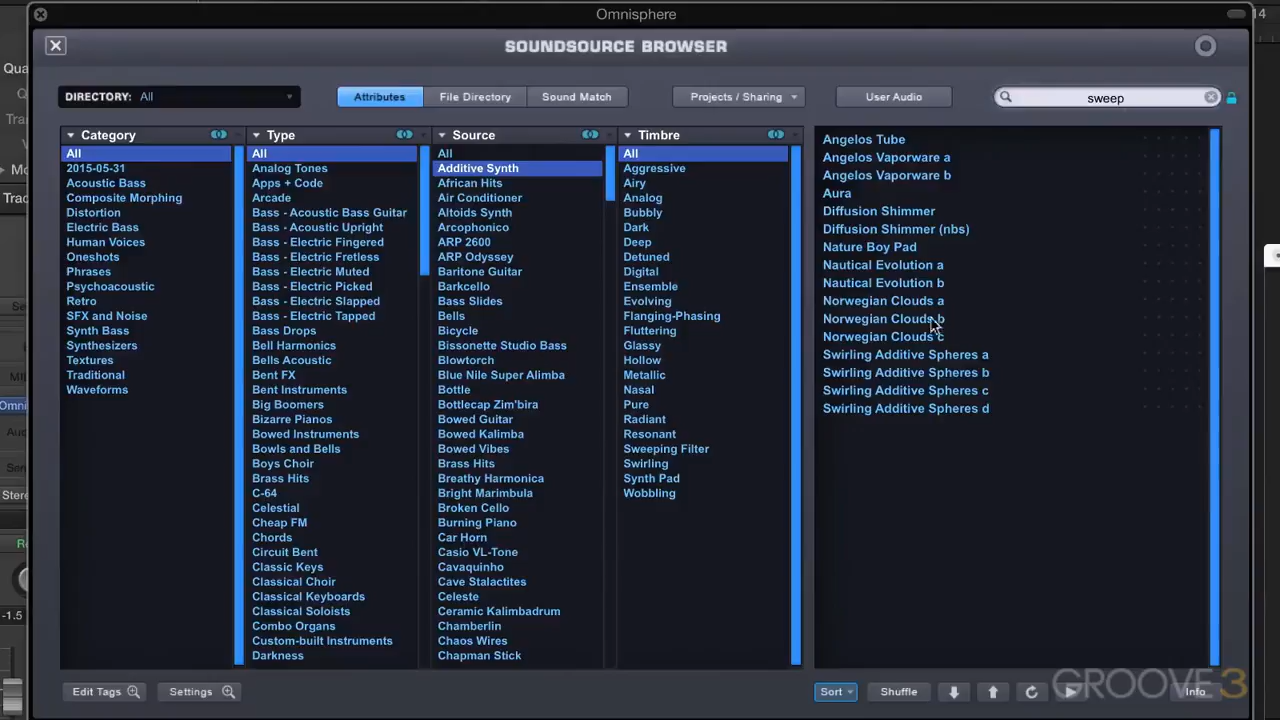 Omnisphere
14
SOUNDSOURCE BROWSER
DIRECTORY: All
Attributes
File Directory
Sound Match
Projects / Sharing
User Audio
sweep
Category
All
2015-05-31
Acoustic Bass
Composite Morphing
Distortion
Electric Bass
Human Voices
Oneshots
Phrases
Psychoacoustic
Retro
SFX and Noise
Synth Bass
Synthesizers
Textures
Traditional
Waveforms
Type
All
Analog Tones
Apps + Code
Arcade
Bass - Acoustic Bass Guitar
Bass - Acoustic Upright
Bass - Electric Fingered
Bass - Electric Fretless
Bass - Electric Muted
Bass - Electric Picked
Bass - Electric Slapped
Bass - Electric Tapped
Bass Drops
Bell Harmonics
Bells Acoustic
Bent FX
Bent Instruments
Big Boomers
Bizarre Pianos
Bowed Instruments
Bowls and Bells
Boys Choir
Brass Hits
C-64
Celestial
Cheap FM
Chords
Circuit Bent
Classic Keys
Classical Choir
Classical Keyboards
Classical Soloists
Combo Organs
Custom-built Instruments
Darkness
Source
All
Additive Synth
African Hits
Air Conditioner
Altoids Synth
Arcophonico
ARP 2600
ARP Odyssey
Baritone Guitar
Barkcello
Bass Slides
Bells
Bicycle
Bissonette Studio Bass
Blowtorch
Blue Nile Super Alimba
Bottle
Bottlecap Zim'bira
Bowed Guitar
Bowed Kalimba
Bowed Vibes
Brass Hits
Breathy Harmonica
Bright Marimbula
Broken Cello
Burning Piano
Car Horn
Casio VL-Tone
Cavaquinho
Cave Stalactites
Celeste
Ceramic Kalimbadrum
Chamberlin
Chaos Wires
Chapman Stick
Timbre
All
Aggressive
Airy
Analog
Bubbly
Dark
Deep
Detuned
Digital
Ensemble
Evolving
Flanging-Phasing
Fluttering
Glassy
Hollow
Metallic
Nasal
Pure
Radiant
Resonant
Sweeping Filter
Swirling
Synth Pad
Wobbling
Angelos Tube
Angelos Vaporware a
Angelos Vaporware b
Aura
Diffusion Shimmer
Diffusion Shimmer (nbs)
Nature Boy Pad
Nautical Evolution a
Nautical Evolution b
Norwegian Clouds a
Norwegian Clouds b
Norwegian Clouds c
Swirling Additive Spheres a
Swirling Additive Spheres b
Swirling Additive Spheres c
Swirling Additive Spheres d
Edit Tags
Settings
Sort
Shuffle
Info
GROOVE 3
Qua
Trac
Omni
Stere
-1.5